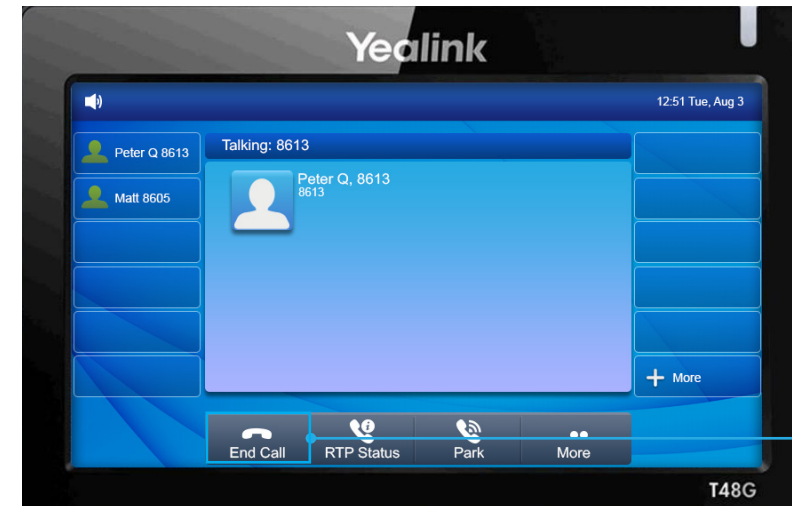 Yealink
12:51 Tue, Aug 3
Peter Q 8613
Matt 8605
Talking: 8613
Peter Q, 8613
8613
More
End Call
RTP Status
Park
More
T48G